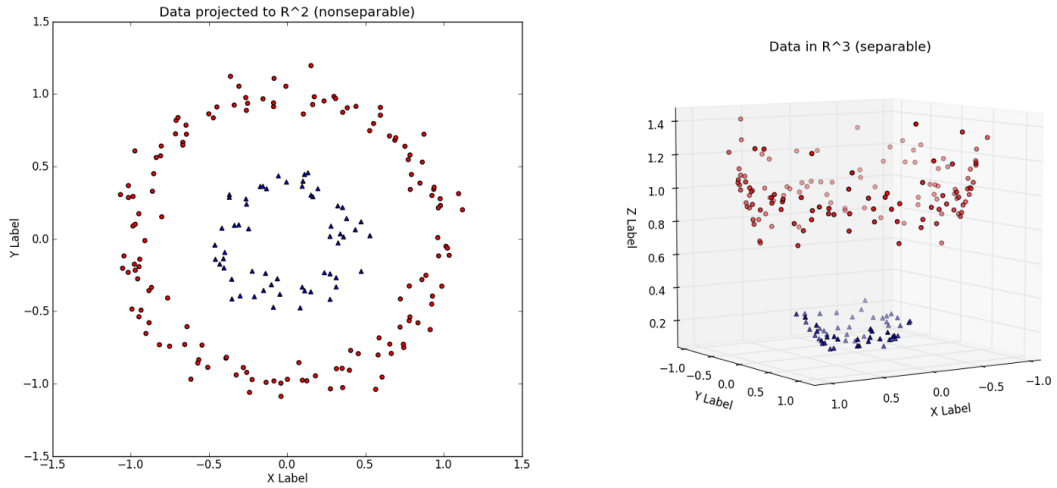 Data projected to R^2 (nonseparable)
1.5
1.0
0.5
0.0
−0.5
−1.0
−1.5
Y Label
−1.5 −1.0 −0.5 0.0 0.5 1.0 1.5
X Label
Data in R^3 (separable)
1.4
1.2
1.0
0.8
0.6
0.4
0.2
Z Label
−1.0 −0.5 0.0 0.5 1.0
Y Label
1.0 0.5 0.0 −0.5 −1.0
X Label